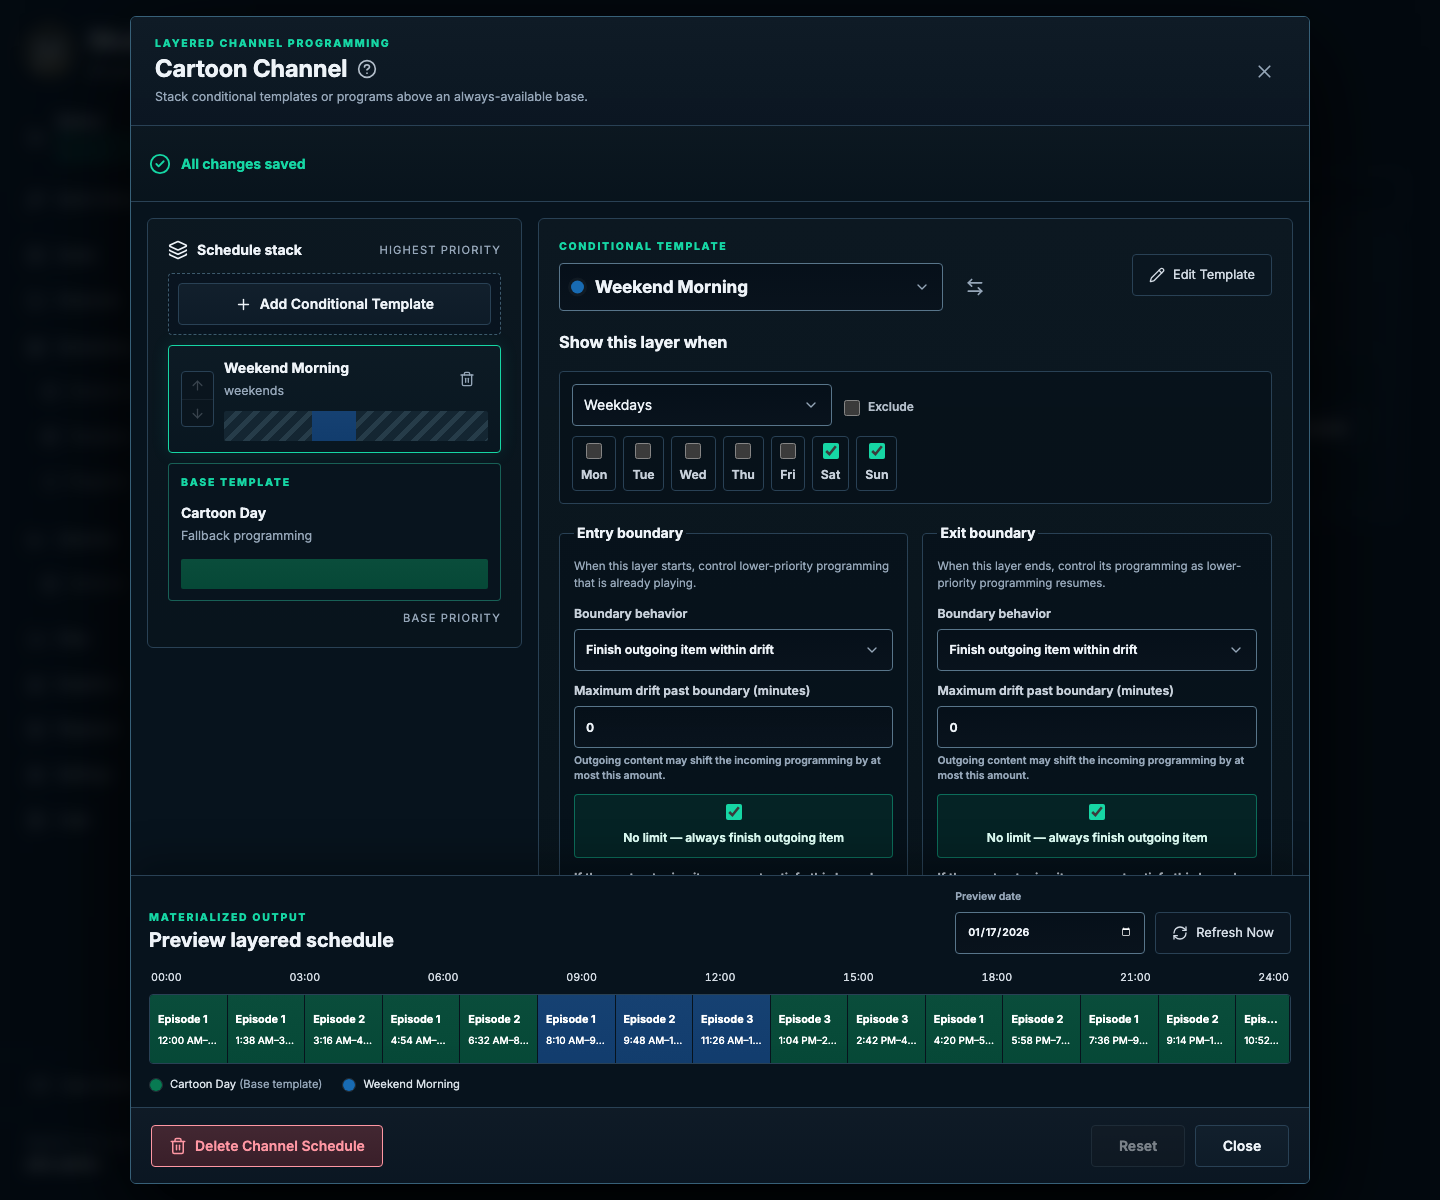 LAYERED CHANNEL PROGRAMMING
Cartoon Channel
Stack conditional templates or programs above an always-available base.
All changes saved
Schedule stack
HIGHEST PRIORITY
Add Conditional Template
Weekend Morning
weekends
BASE TEMPLATE
Cartoon Day
Fallback programming
BASE PRIORITY
CONDITIONAL TEMPLATE
Weekend Morning
Edit Template
Show this layer when
Weekdays
Exclude
Mon Tue Wed Thu Fri Sat Sun
Entry boundary
When this layer starts, control lower-priority programming
that is already playing.
Boundary behavior
Finish outgoing item within drift
Maximum drift past boundary (minutes)
0
Outgoing content may shift the incoming programming by at
most this amount.
No limit — always finish outgoing item
Exit boundary
When this layer ends, control its programming as lower-
priority programming resumes.
Boundary behavior
Finish outgoing item within drift
Maximum drift past boundary (minutes)
0
Outgoing content may shift the incoming programming by at
most this amount.
No limit — always finish outgoing item
MATERIALIZED OUTPUT
Preview layered schedule
Preview date
01/17/2026
Refresh Now
00:00 03:00 06:00 09:00 12:00 15:00 18:00 21:00 24:00
Episode 1 Episode 1 Episode 2 Episode 1 Episode 2 Episode 1 Episode 2 Episode 3 Episode 3 Episode 3 Episode 1 Episode 2 Episode 1 Episode 2 Epis...
12:00 AM–... 1:38 AM–3... 3:16 AM–4... 4:54 AM–... 6:32 AM–8... 8:10 AM–9... 9:48 AM–1... 11:26 AM–1... 1:04 PM–2... 2:42 PM–4... 4:20 PM–5... 5:58 PM–7... 7:36 PM–9... 9:14 PM–1... 10:52...
Cartoon Day (Base template) Weekend Morning
Delete Channel Schedule
Reset
Close